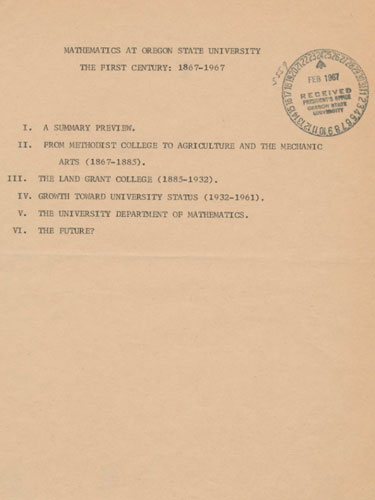 MATHEMATICS AT OREGON STATE UNIVERSITY
THE FIRST CENTURY: 1867-1967
FEB 1967
RECEIVED
PRESIDENT'S OFFICE
OREGON STATE
UNIVERSITY
I. A SUMMARY PREVIEW.
II. FROM METHODIST COLLEGE TO AGRICULTURE AND THE MECHANIC
ARTS (1867-1885).
III. THE LAND GRANT COLLEGE (1885-1932).
IV. GROWTH TOWARD UNIVERSITY STATUS (1932-1961).
V. THE UNIVERSITY DEPARTMENT OF MATHEMATICS.
VI. THE FUTURE?